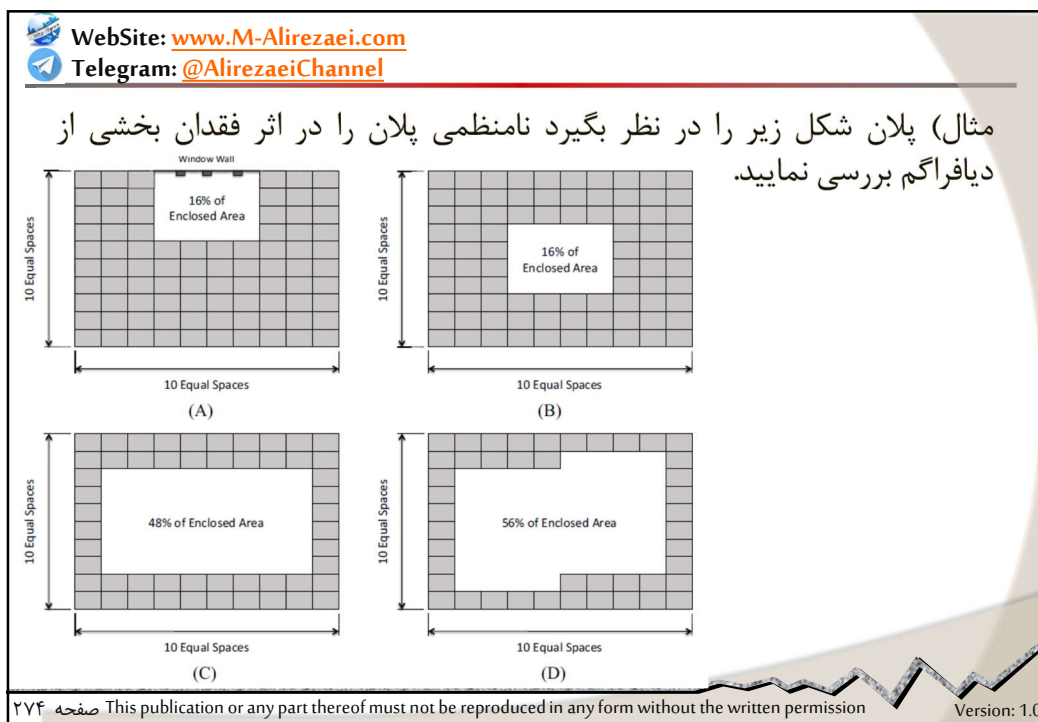 WebSite: www.M-Alirezaei.com
Telegram: @AlirezaeiChannel
مثال) پلان شکل زیر را در نظر بگیرد نامنظمی پلان را در اثر فقدان بخشی از
دیافراگم بررسی نمایید.
Window Wall
16% of
Enclosed Area
10 Equal Spaces
10 Equal Spaces
(A)
16% of
Enclosed Area
10 Equal Spaces
10 Equal Spaces
(B)
48% of Enclosed Area
10 Equal Spaces
10 Equal Spaces
(C)
56% of Enclosed Area
10 Equal Spaces
10 Equal Spaces
(D)
صفحه ۲۷۴ This publication or any part thereof must not be reproduced in any form without the written permission
Version: 1.0